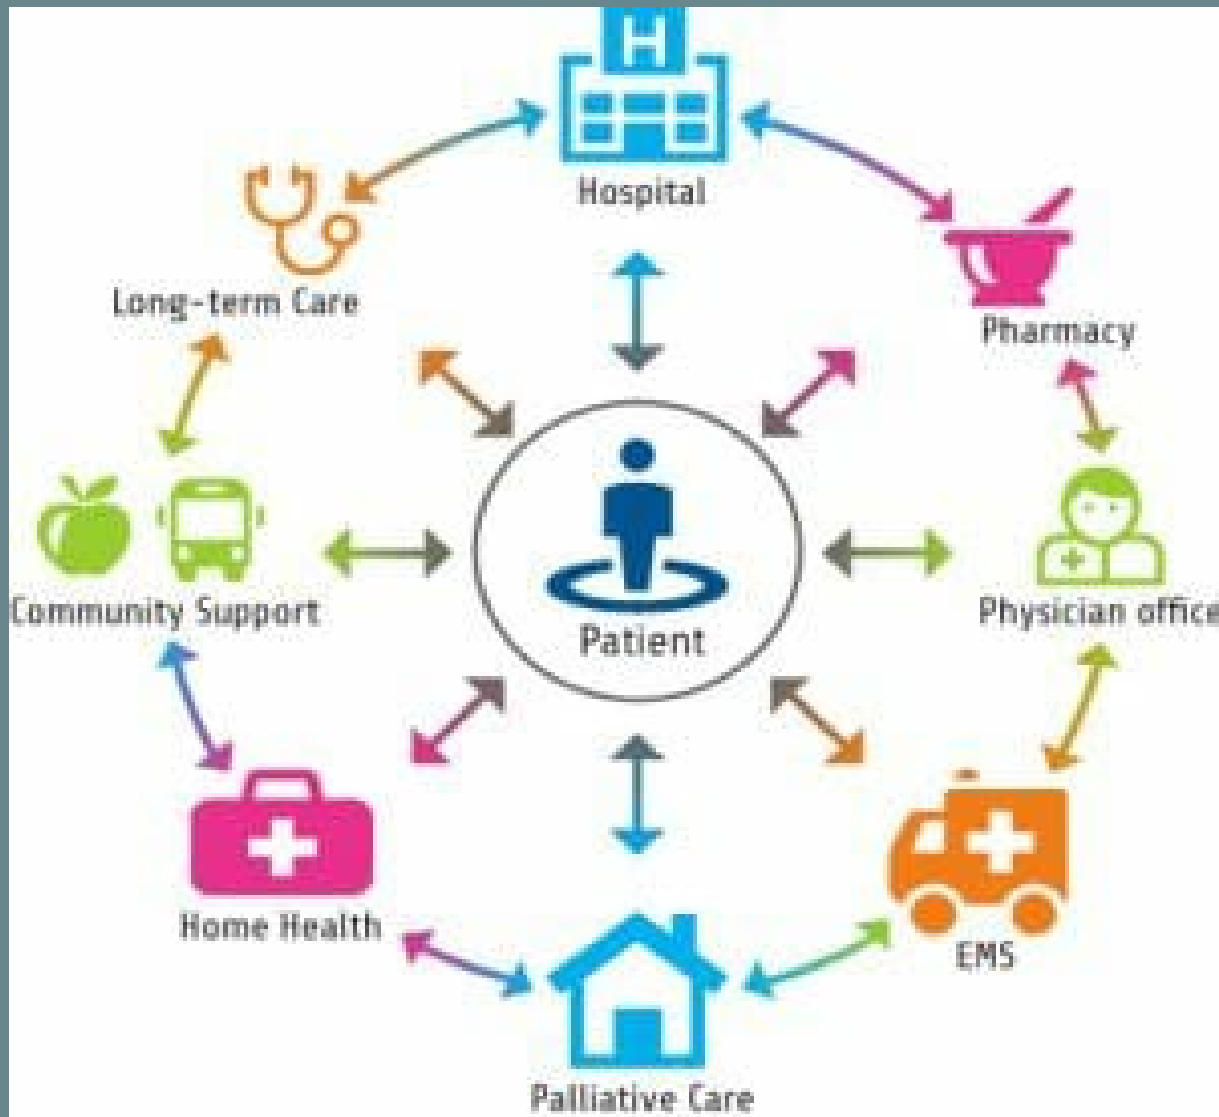 H
Hospital
Long-term Care
Pharmacy
Community Support
Patient
Physician office
Home Health
EMS
Palliative Care